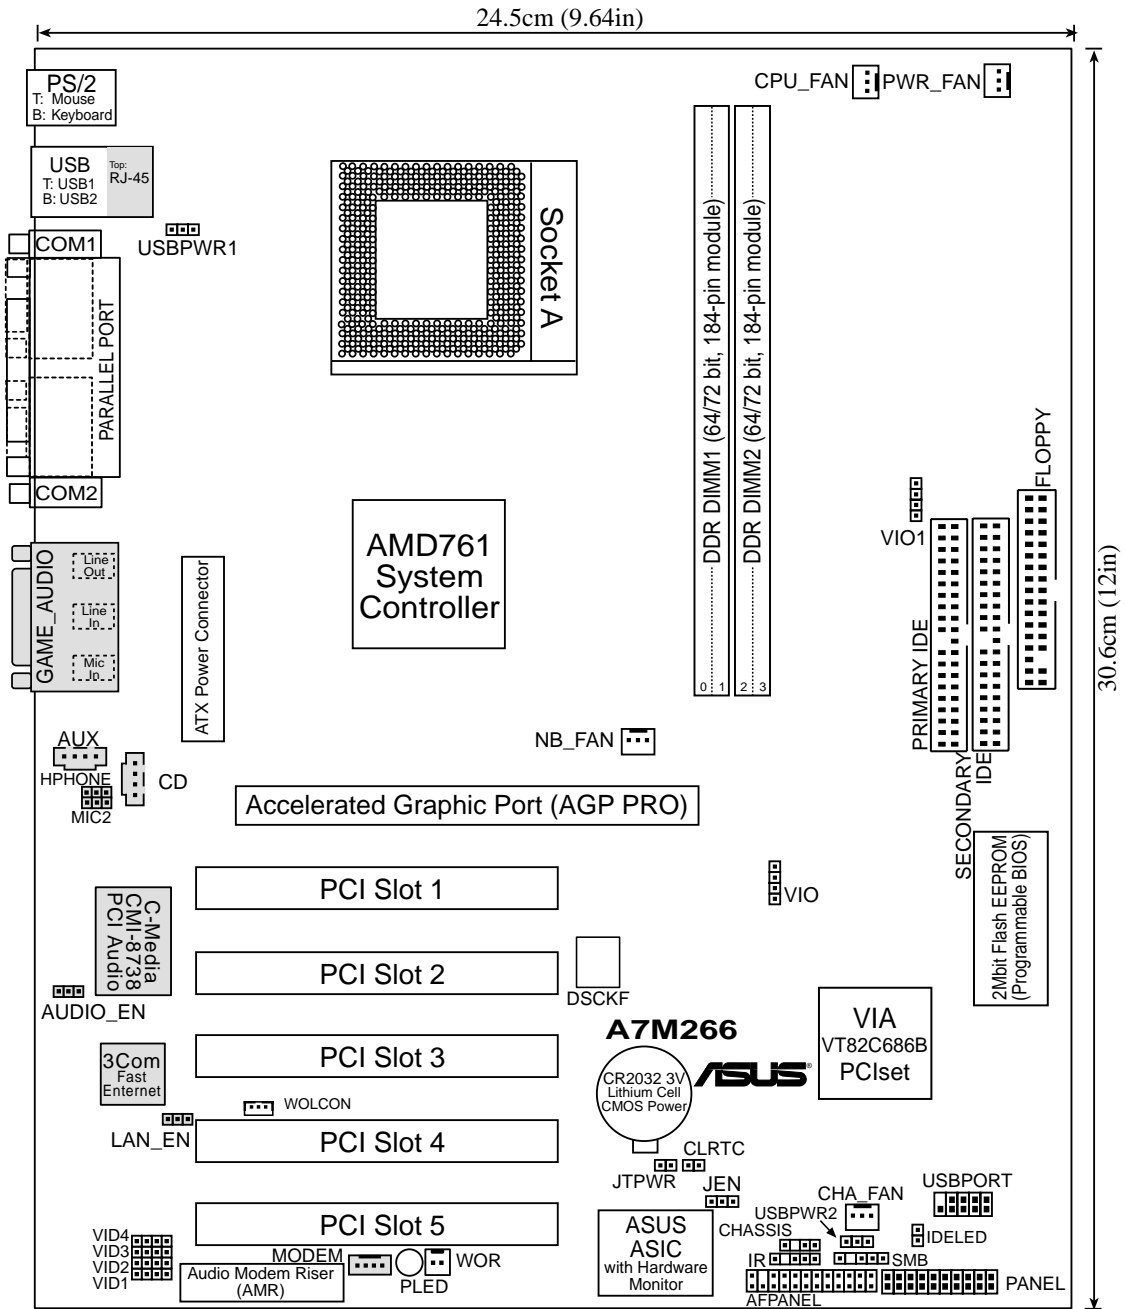 24.5cm (9.64in)
PS/2
T: Mouse
B: Keyboard
CPU_FAN
PWR_FAN
USB
T: USB1
B: USB2
Top:
RJ-45
USBPWR1
COM1
PARALLEL PORT
COM2
Socket A
DDR DIMM1 (64/72 bit, 184-pin module)
DDR DIMM2 (64/72 bit, 184-pin module)
0 1
2 3
FLOPPY
VIO1
PRIMARY IDE
SECONDARY IDE
30.6cm (12in)
AMD761
System
Controller
GAME_AUDIO
Line
Out
Line
In
Mic
In
ATX Power Connector
NB_FAN
AUX
HPHONE
MIC2
CD
Accelerated Graphic Port (AGP PRO)
2Mbit Flash EEPROM
(Programmable BIOS)
PCI Slot 1
VIO
C-Media
CMI-8738
PCI Audio
PCI Slot 2
DSCKF
AUDIO_EN
A7M266
VIA
VT82C686B
PCIset
3Com
Fast
Enternet
PCI Slot 3
CR2032 3V
Lithium Cell
CMOS Power
ASUS®
WOLCON
LAN_EN
PCI Slot 4
CLRTC
JTPWR
JEN
CHA_FAN
USBPORT
PCI Slot 5
ASUS
ASIC
with Hardware
Monitor
USBPWR2
CHASSIS
IDELED
VID4
VID3
VID2
VID1
Audio Modem Riser
(AMR)
MODEM
PLED
WOR
IR
SMB
AFPANEL
PANEL